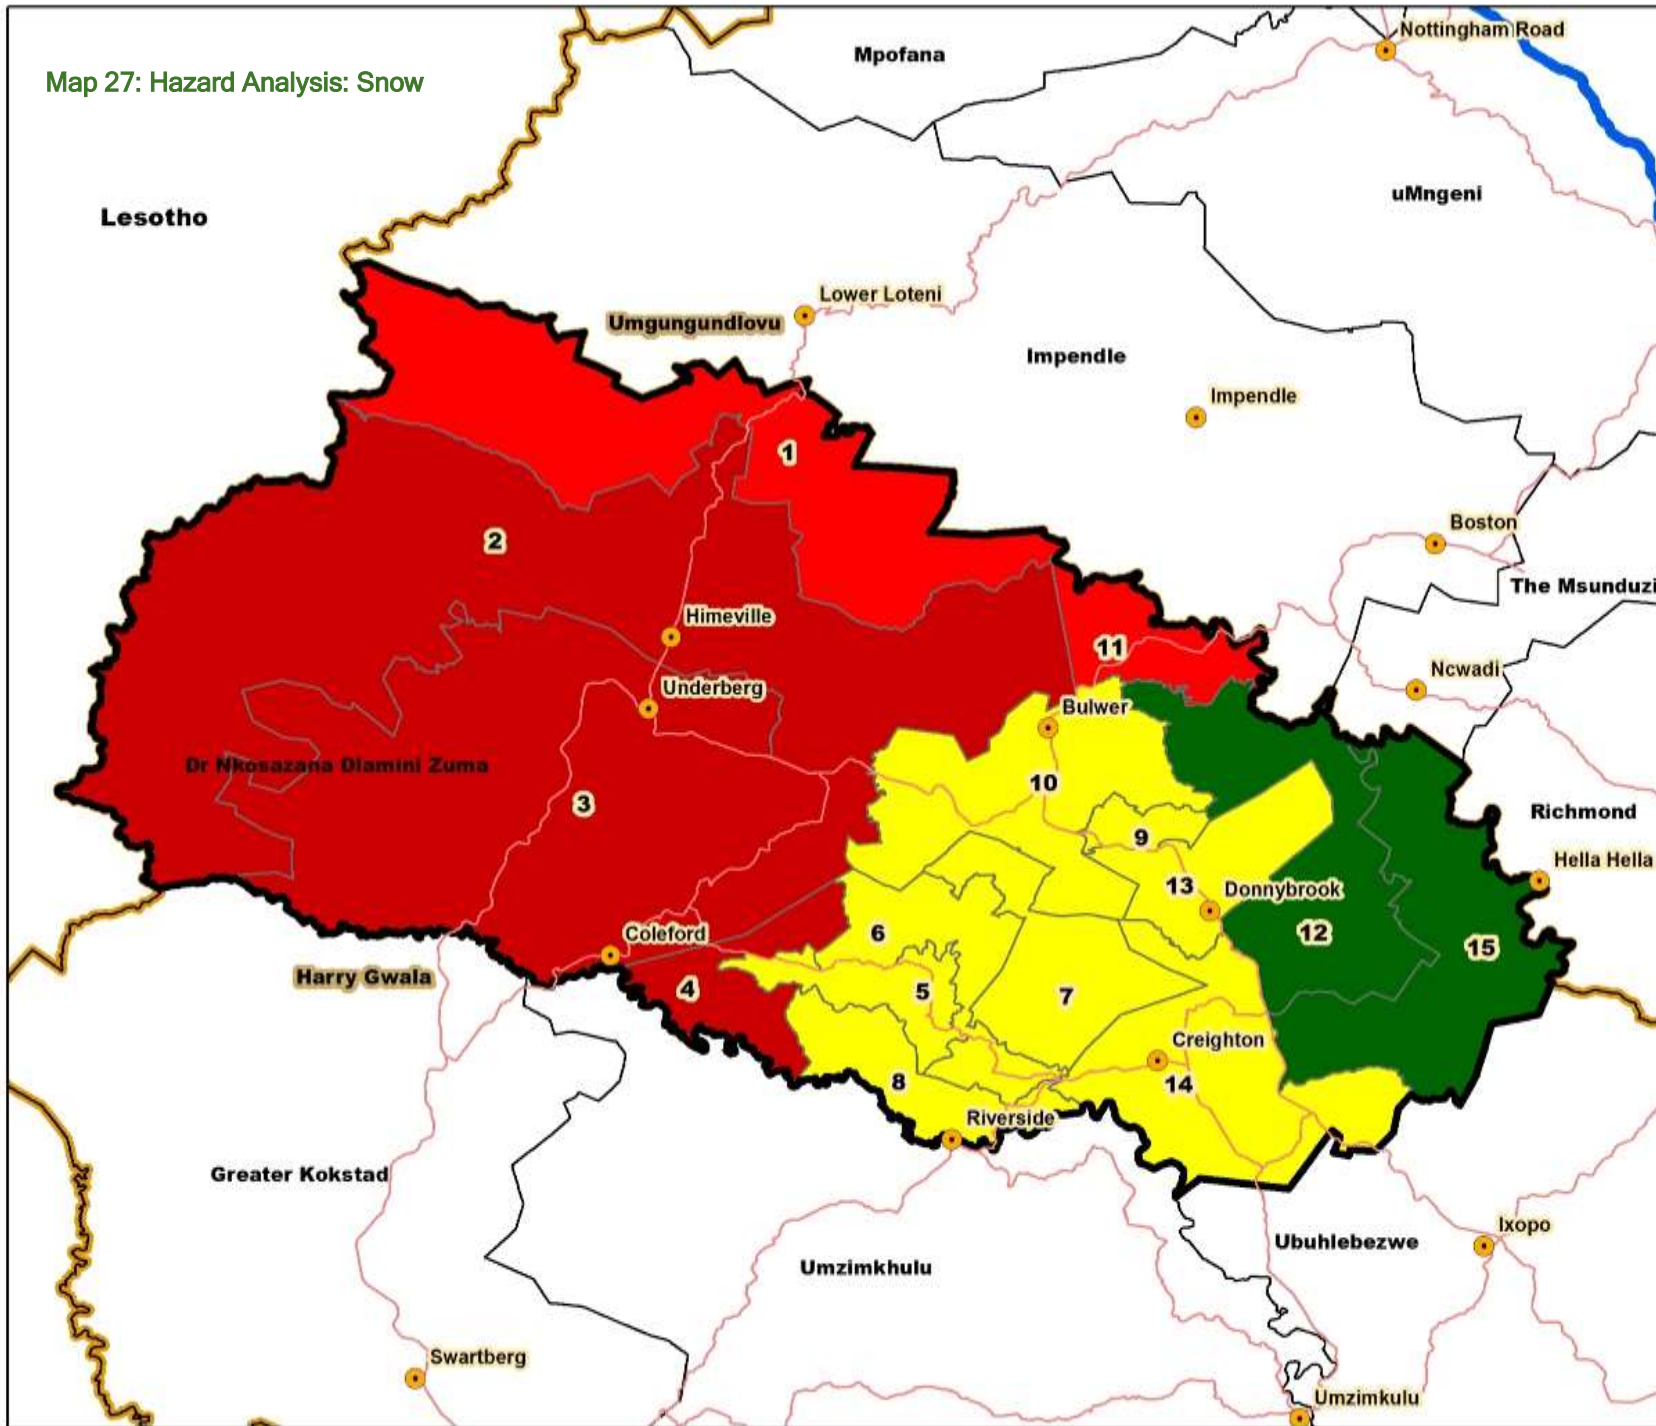 Nottingham Road
Mpofana
Map 27: Hazard Analysis: Snow
uMngeni
Lesotho
Lower Loteni
Umgungundlovu
Impendle
Impendle
1
Boston
2
The Msunduzi
Himeville
11
Ncwadi
Underberg
Bulwer
Dr Nkosazana Dlamini Zuma
10
3
Richmond
9
Hella Hella
13
Donnybrook
Coleford
6
12
15
Harry Gwala
4
5
7
Creighton
8
14
Riverside
Greater Kokstad
Ixopo
Ubuhlebezwe
Umzimkhulu
Swartberg
Umzimkulu